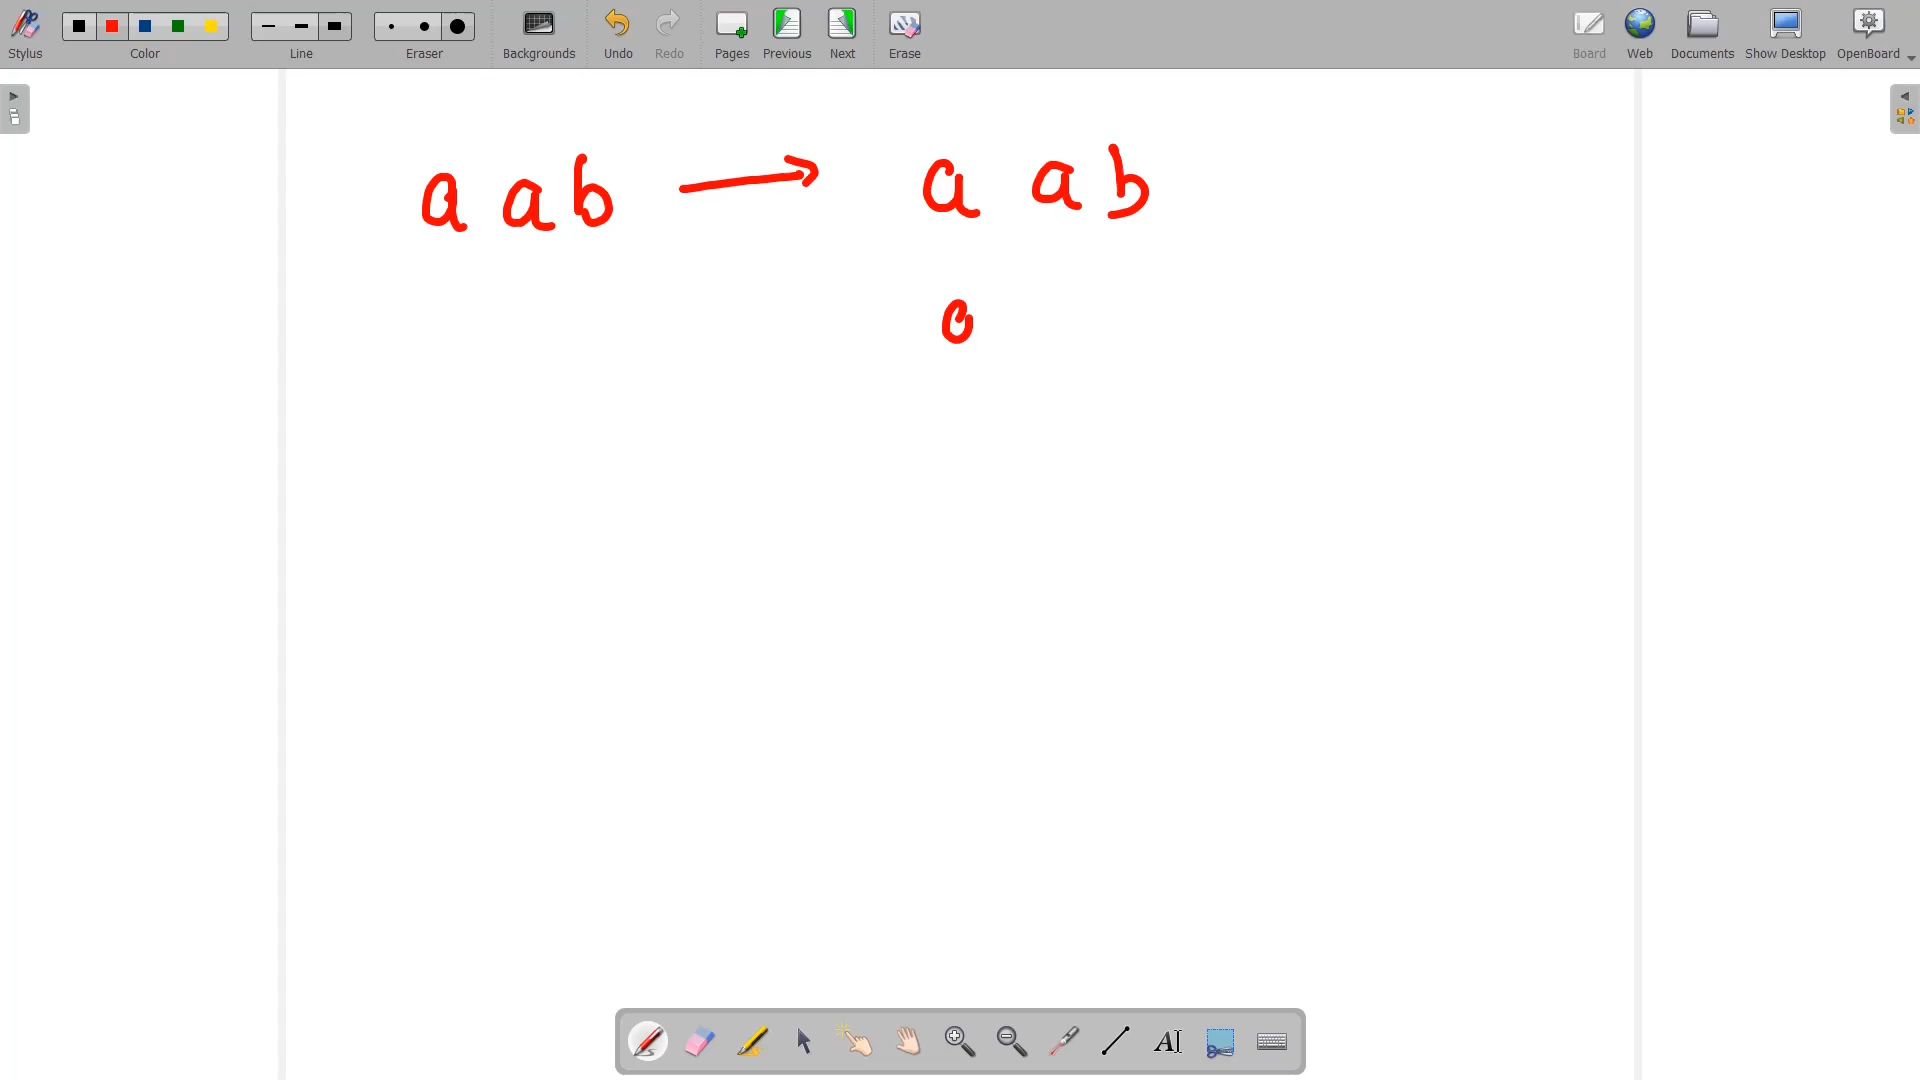 Stylus Color Line Eraser Backgrounds Undo Redo Pages Previous Next Erase Board Web Documents Show Desktop OpenBoard
a a b → a a b
o